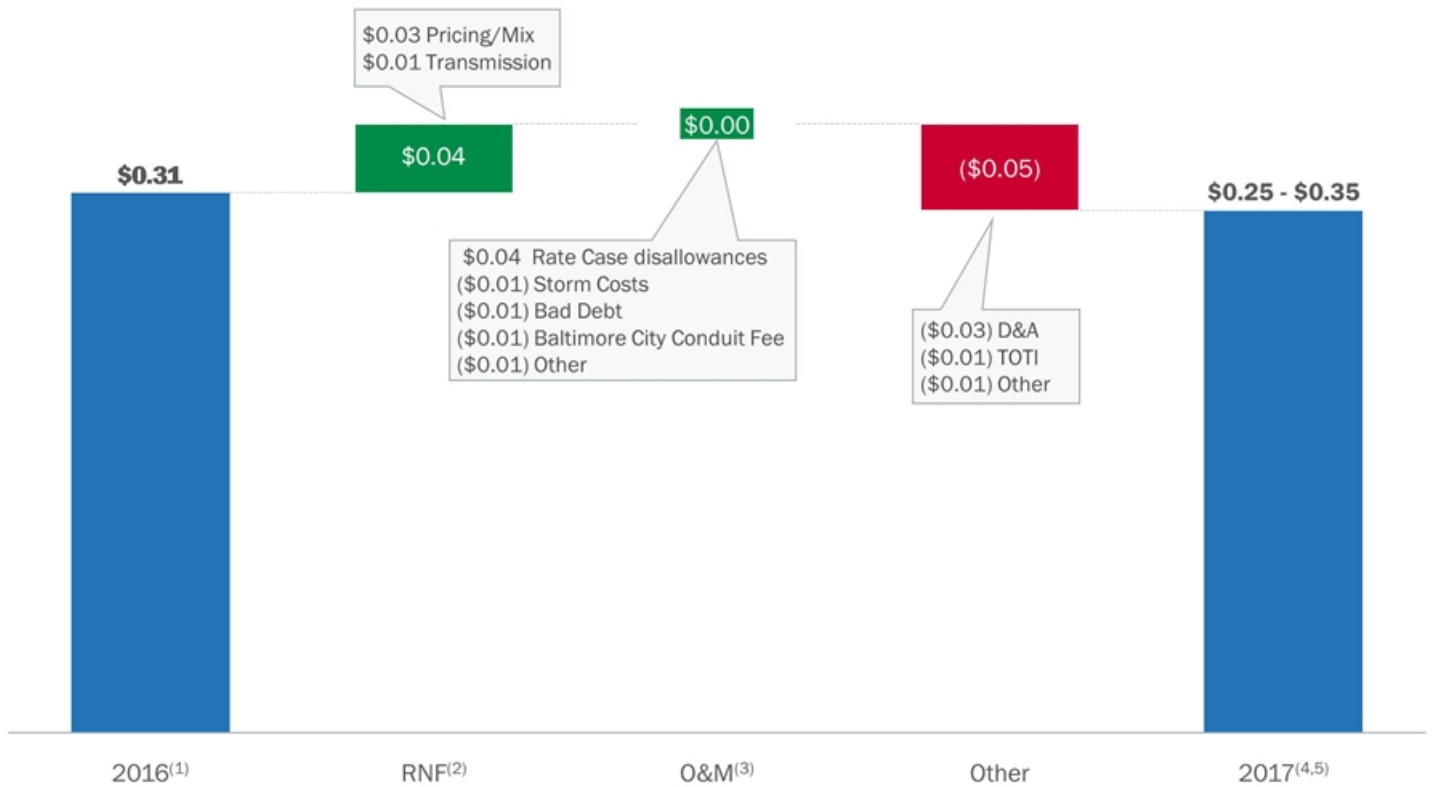 $0.03 Pricing/Mix
$0.01 Transmission
$0.31
$0.04
$0.00
($0.05)
$0.25 - $0.35
$0.04 Rate Case disallowances
($0.01) Storm Costs
($0.01) Bad Debt
($0.01) Baltimore City Conduit Fee
($0.01) Other
($0.03) D&A
($0.01) TOTI
($0.01) Other
2016(1)
RNF(2)
O&M(3)
Other
2017(4,5)